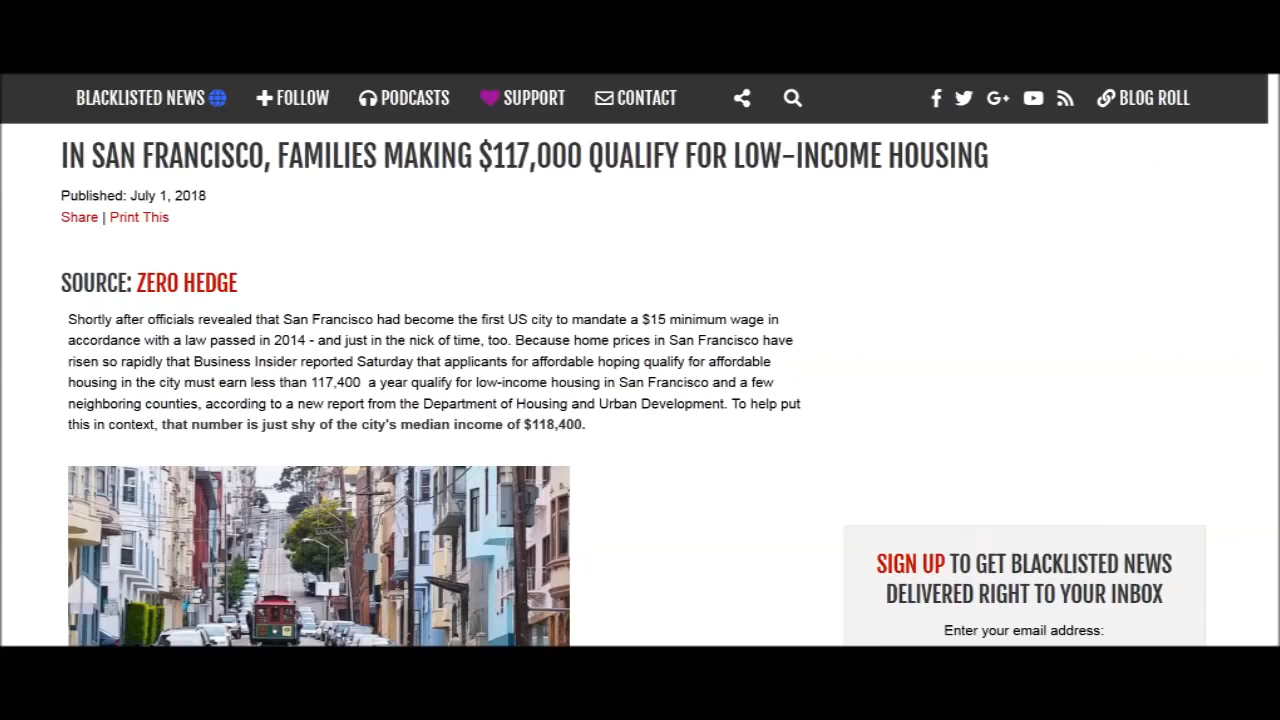 BLACKLISTED NEWS FOLLOW PODCASTS SUPPORT CONTACT BLOG ROLL
IN SAN FRANCISCO, FAMILIES MAKING $117,000 QUALIFY FOR LOW-INCOME HOUSING
Published: July 1, 2018
Share | Print This
SOURCE: ZERO HEDGE
Shortly after officials revealed that San Francisco had become the first US city to mandate a $15 minimum wage in
accordance with a law passed in 2014 - and just in the nick of time, too. Because home prices in San Francisco have
risen so rapidly that Business Insider reported Saturday that applicants for affordable hoping qualify for affordable
housing in the city must earn less than 117,400 a year qualify for low-income housing in San Francisco and a few
neighboring counties, according to a new report from the Department of Housing and Urban Development. To help put
this in context, that number is just shy of the city's median income of $118,400.
SIGN UP TO GET BLACKLISTED NEWS
DELIVERED RIGHT TO YOUR INBOX
Enter your email address: